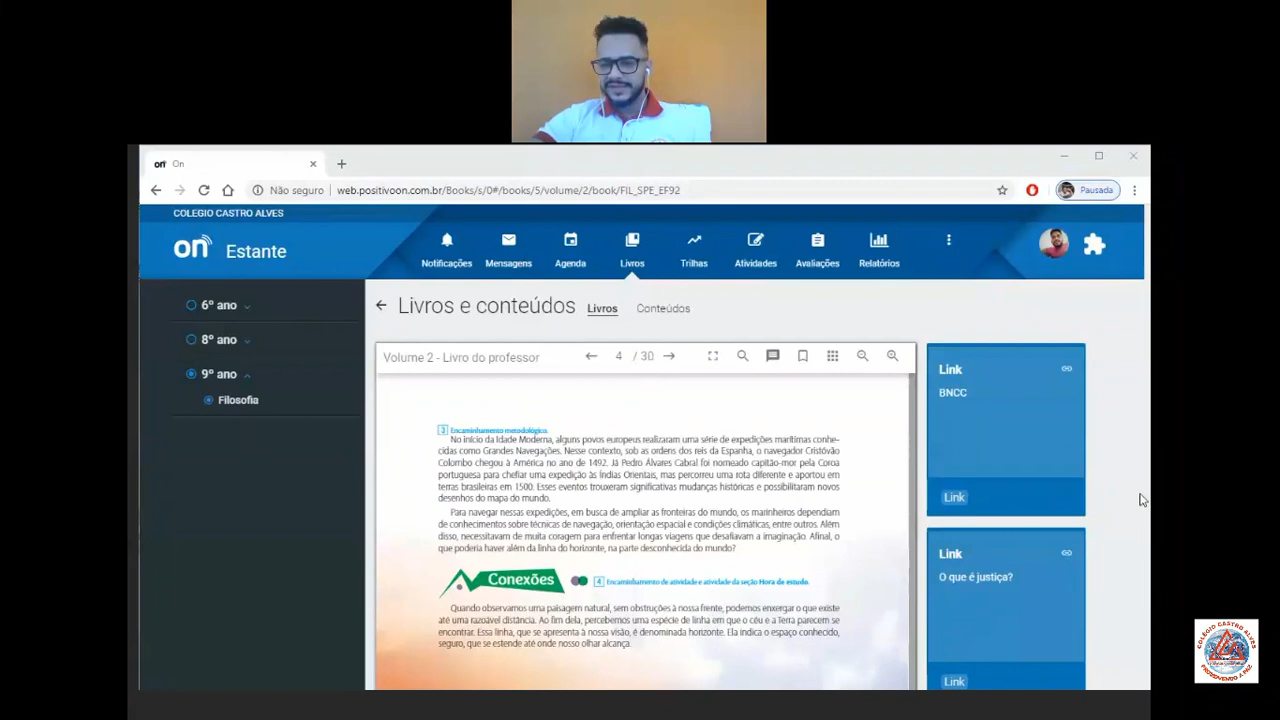 on On
Não seguro web.positivoon.com.br/Books/s/0#/books/5/volume/2/book/FIL_SPE_EF92
Pausada
COLEGIO CASTRO ALVES
on Estante
Notificações Mensagens Agenda Livros Trilhas Atividades Avaliações Relatórios
6º ano
8º ano
9º ano
Filosofia
Livros e conteúdos Livros Conteúdos
Volume 2 - Livro do professor 4 / 30
3 Encaminhamento metodológico.
No início da Idade Moderna, alguns povos europeus realizaram uma série de expedições marítimas conhe-
cidas como Grandes Navegações. Nesse contexto, sob as ordens dos reis da Espanha, o navegador Cristóvão
Colombo chegou à América no ano de 1492. Já Pedro Álvares Cabral foi nomeado capitão-mor pela Coroa
portuguesa para chefiar uma expedição às Índias Orientais, mas percorreu uma rota diferente e aportou em
terras brasileiras em 1500. Esses eventos trouxeram significativas mudanças históricas e possibilitaram novos
desenhos do mapa do mundo.
Para navegar nessas expedições, em busca de ampliar as fronteiras do mundo, os marinheiros dependiam
de conhecimentos sobre técnicas de navegação, orientação espacial e condições climáticas, entre outros. Além
disso, necessitavam de muita coragem para enfrentar longas viagens que desafiavam a imaginação. Afinal, o
que poderia haver além da linha do horizonte, na parte desconhecida do mundo?
Conexões 4 Encaminhamento de atividade e atividade da seção Hora de estudo.
Quando observamos uma paisagem natural, sem obstruções à nossa frente, podemos enxergar o que existe
até uma razoável distância. Ao fim dela, percebemos uma espécie de linha em que o céu e a Terra parecem se
encontrar. Essa linha, que se apresenta à nossa visão, é denominada horizonte. Ela indica o espaço conhecido,
seguro, que se estende até onde nosso olhar alcança.
Link
BNCC
Link
Link
O que é justiça?
Link
COLÉGIO CASTRO ALVES
PROMOVENDO A PAZ